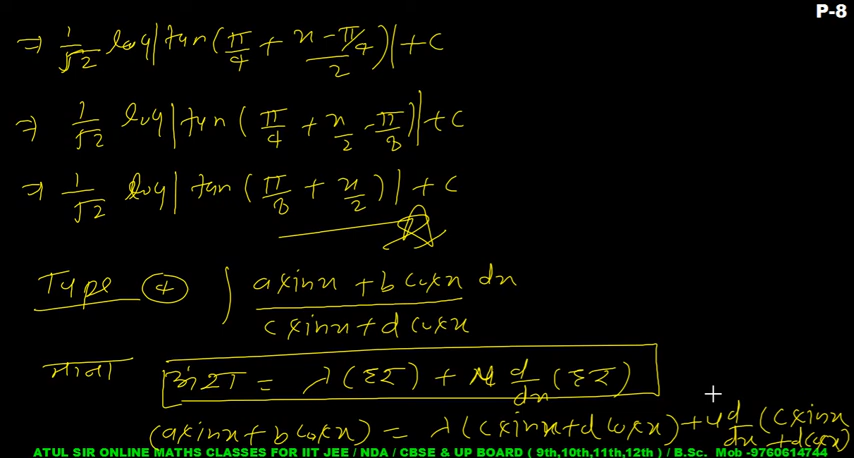 P-8
⇒ 1/√2 log|tan(π/4 + (x - π/4)/2)| + C
⇒ 1/√2 log|tan(π/4 + x/2 - π/8)| + C
⇒ 1/√2 log|tan(π/8 + x/2)| + C
Type ④ ∫ (a sinx + b cosx)/(c sinx + d cosx) dx
माना अंश = λ(हर) + M d/dx (हर)
(a sinx + b cosx) = λ(c sinx + d cosx) + μ d/dx (c sinx + d cosx)
ATUL SIR ONLINE MATHS CLASSES FOR IIT JEE / NDA / CBSE & UP BOARD ( 9th,10th,11th,12th ) / B.Sc. Mob -9760614744